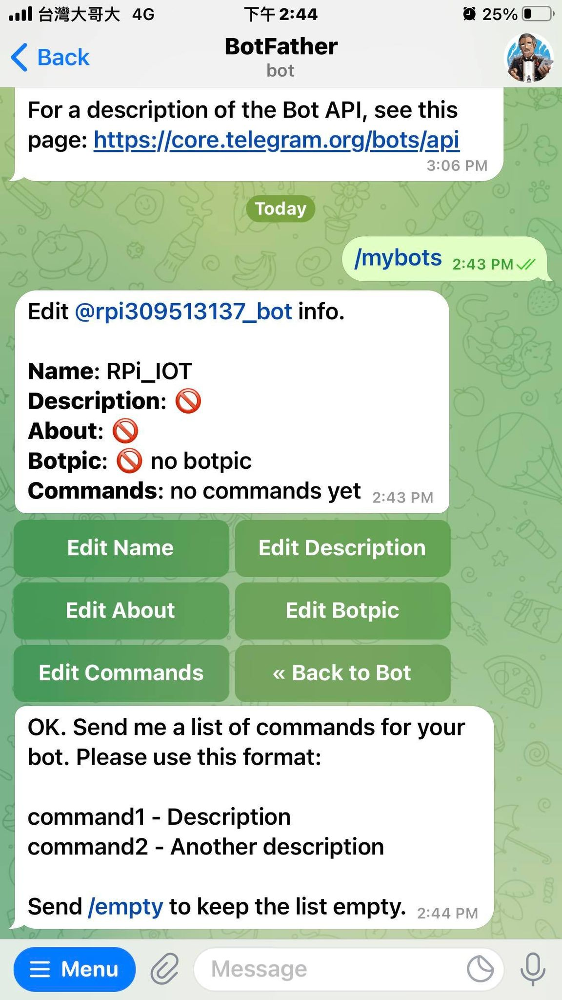 台灣大哥大 4G 下午 2:44 25%
Back BotFather
bot
For a description of the Bot API, see this
page: https://core.telegram.org/bots/api
3:06 PM
Today
/mybots 2:43 PM
Edit @rpi309513137_bot info.
Name: RPi_IOT
Description:
About:
Botpic: no botpic
Commands: no commands yet 2:43 PM
Edit Name Edit Description
Edit About Edit Botpic
Edit Commands « Back to Bot
OK. Send me a list of commands for your
bot. Please use this format:
command1 - Description
command2 - Another description
Send /empty to keep the list empty. 2:44 PM
Menu Message